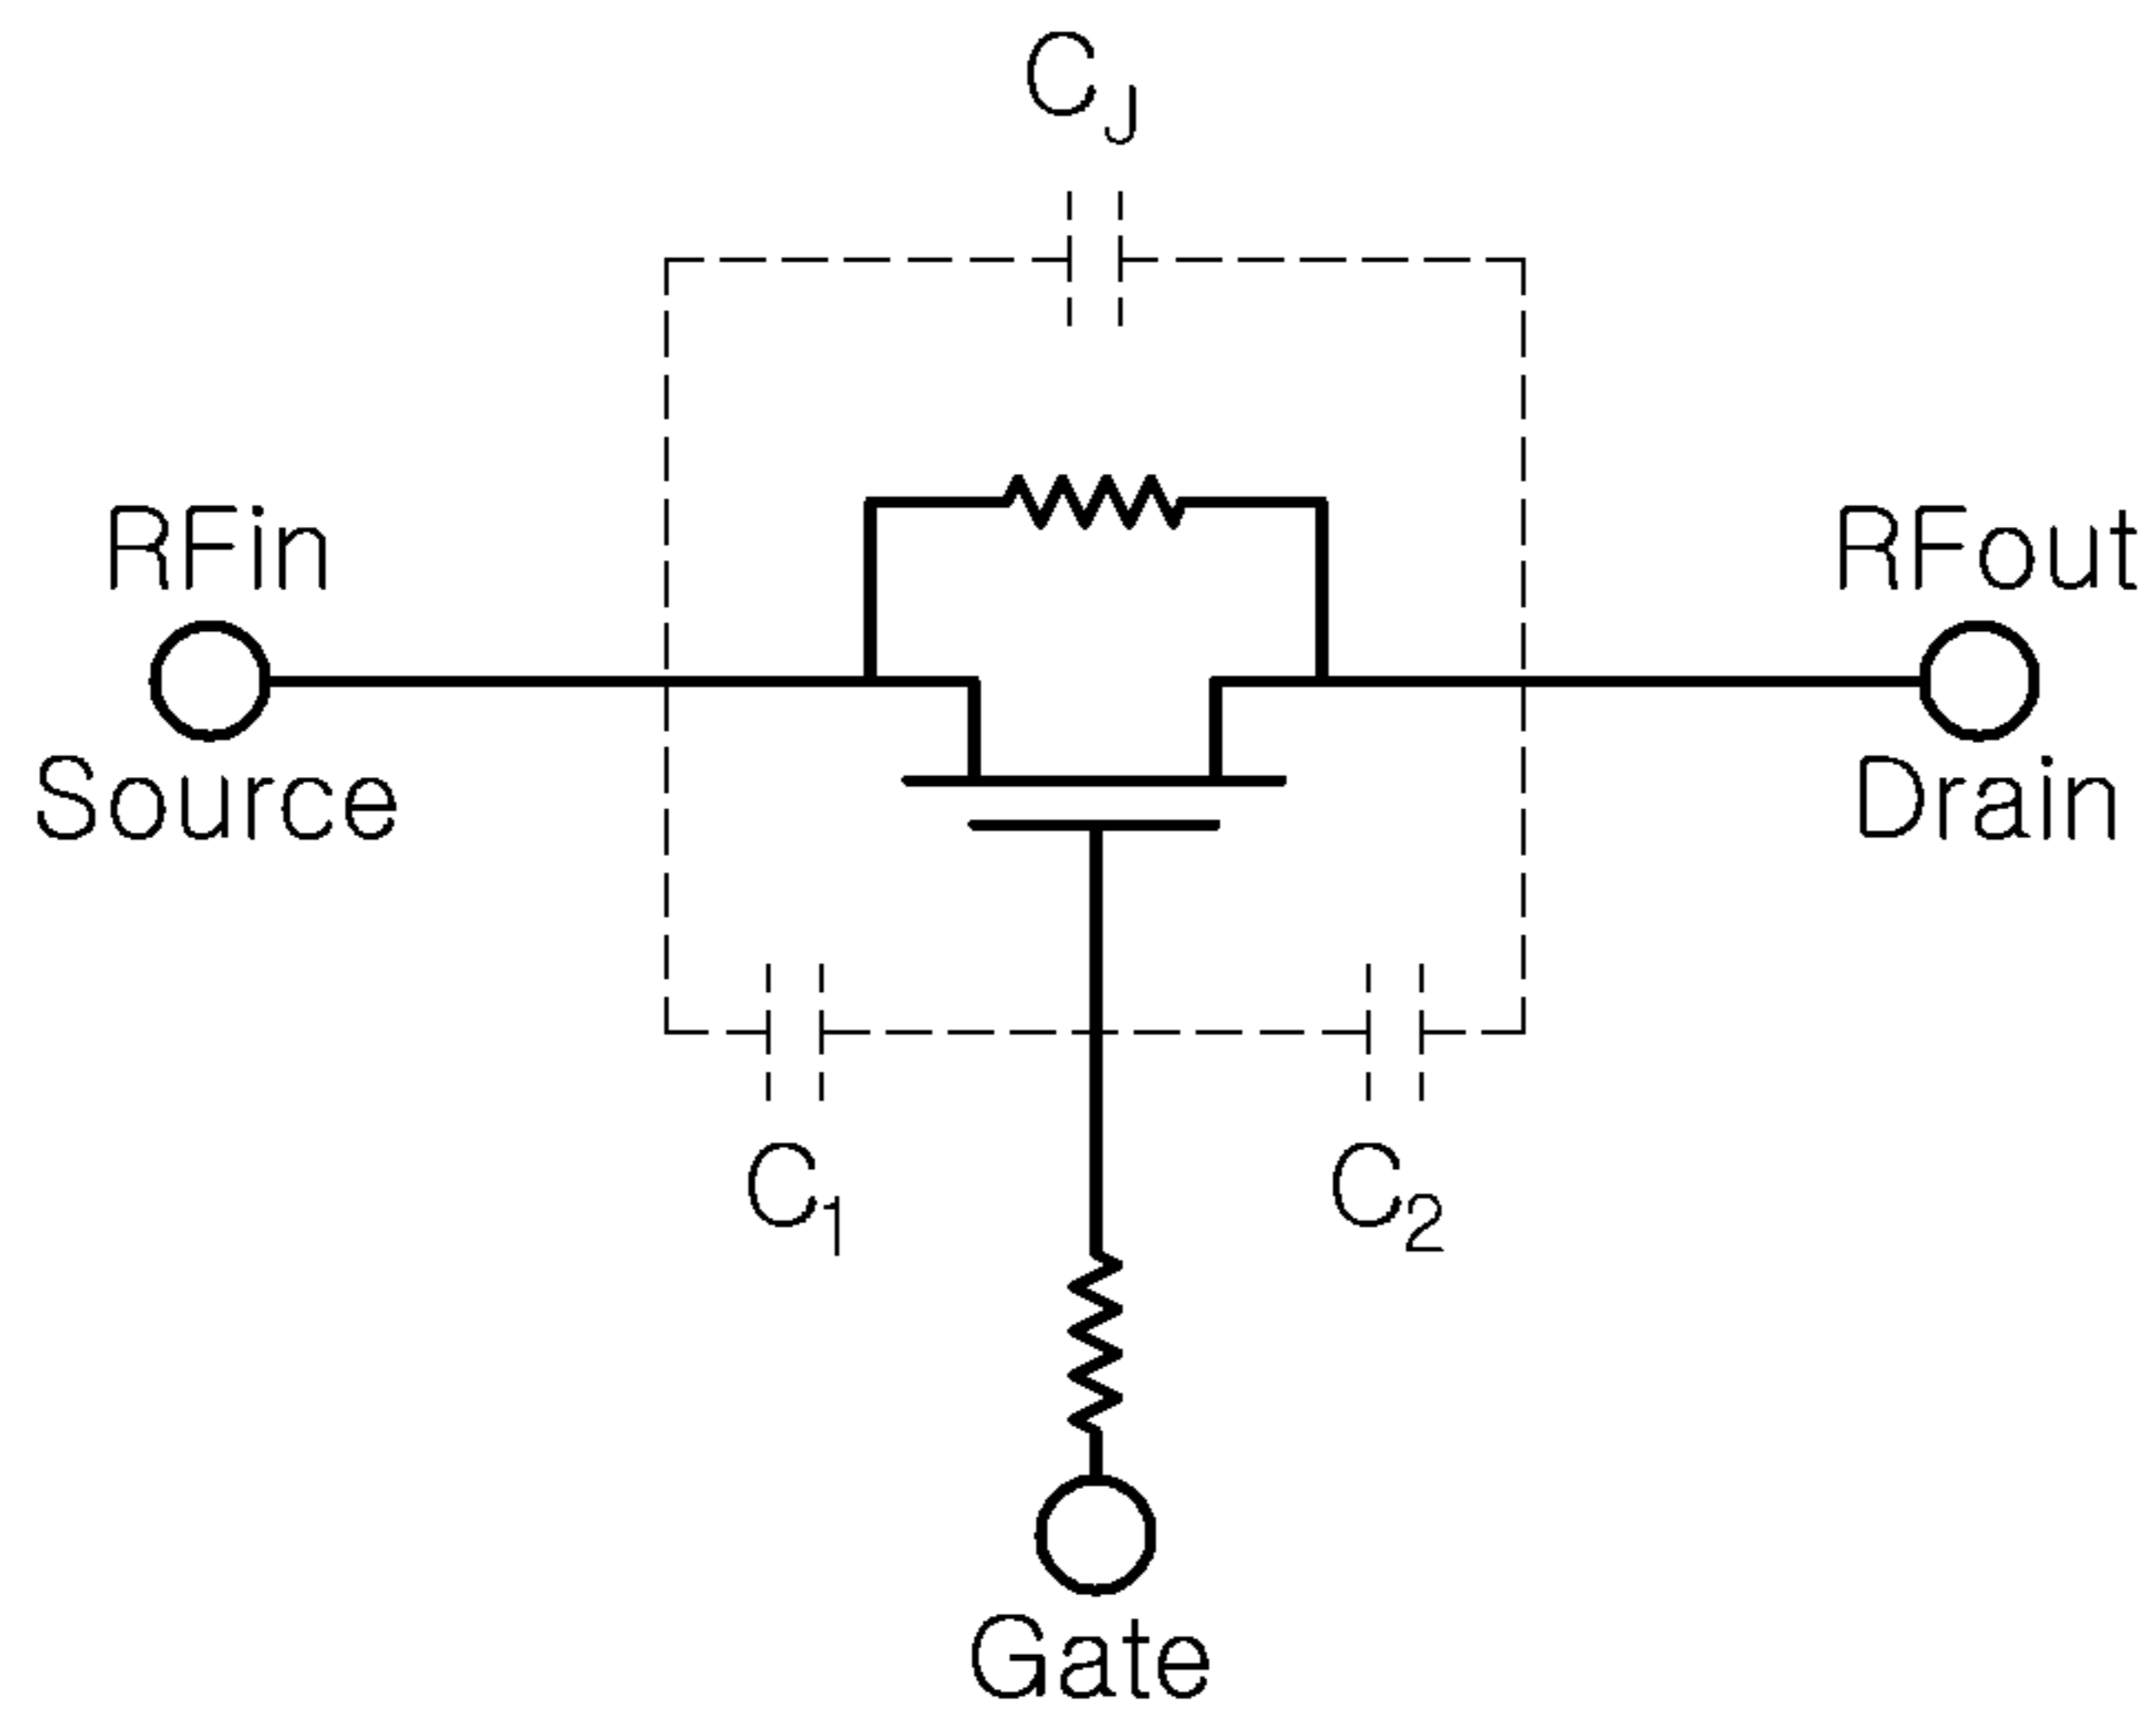 CJ
RFin
RFout
Source
Drain
C1
C2
Gate